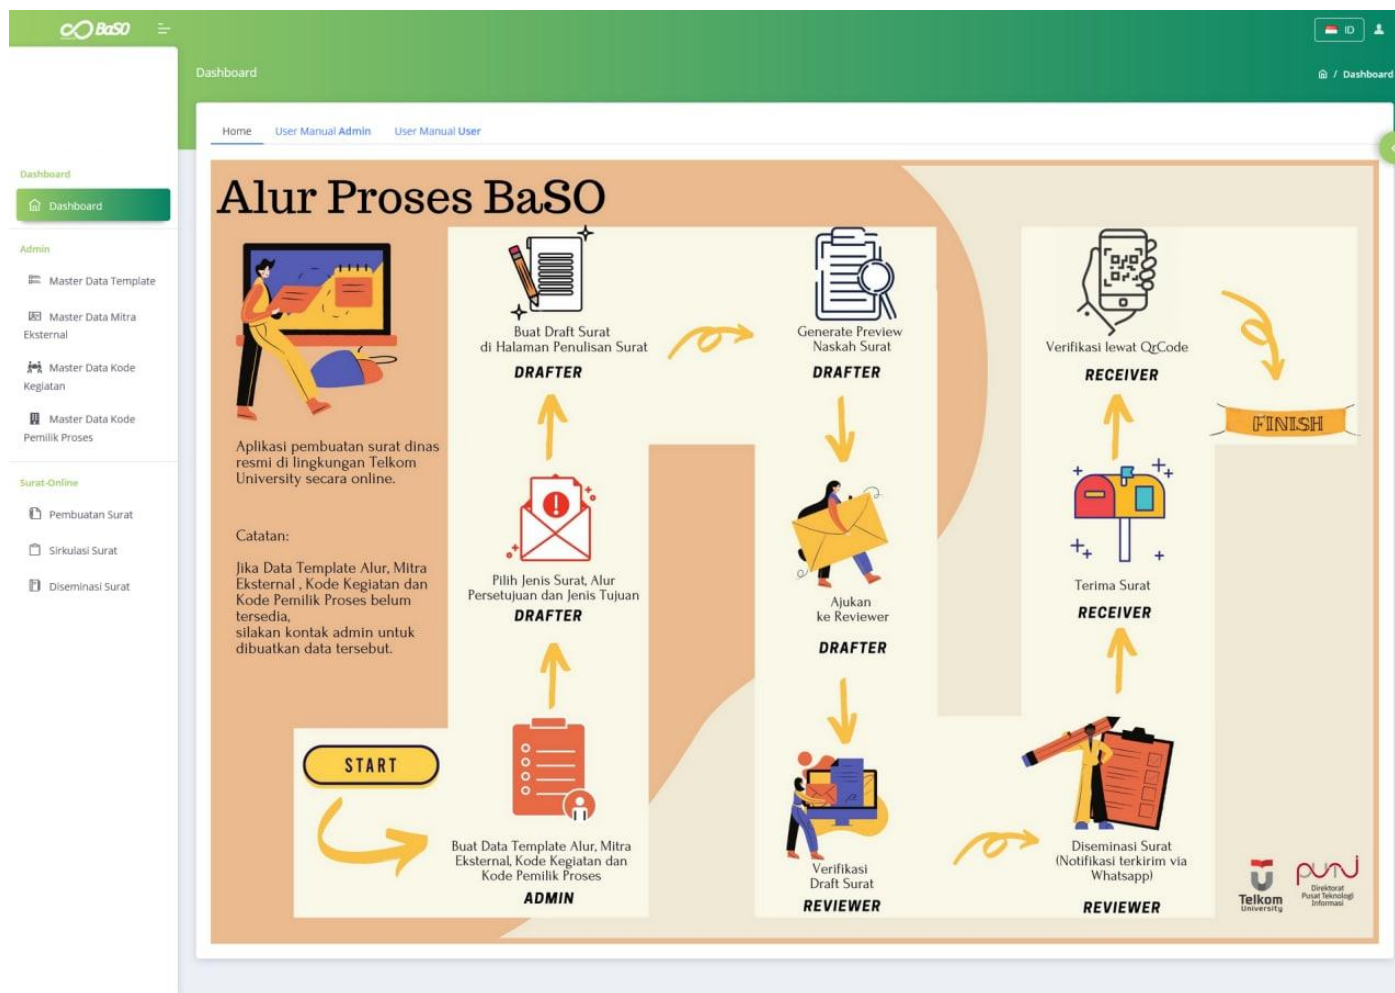 BaSO
ID
Dashboard
/ Dashboard
Home
User Manual Admin
User Manual User
Dashboard
Dashboard
Admin
Master Data Template
Master Data Mitra
Eksternal
Master Data Kode
Kegiatan
Master Data Kode
Pemilik Proses
Surat-Online
Pembuatan Surat
Sirkulasi Surat
Diseminasi Surat
Alur Proses BaSO
Aplikasi pembuatan surat dinas
resmi di lingkungan Telkom
University secara online.
Catatan:
Jika Data Template Alur, Mitra
Eksternal , Kode Kegiatan dan
Kode Pemilik Proses belum
tersedia,
silakan kontak admin untuk
dibuatkan data tersebut.
START
Buat Data Template Alur, Mitra
Eksternal, Kode Kegiatan dan
Kode Pemilik Proses
ADMIN
Pilih Jenis Surat, Alur
Persetujuan dan Jenis Tujuan
DRAFTER
Buat Draft Surat
di Halaman Penulisan Surat
DRAFTER
Generate Preview
Naskah Surat
DRAFTER
Ajukan
ke Reviewer
DRAFTER
Verifikasi
Draft Surat
REVIEWER
Diseminasi Surat
(Notifikasi terkirim via
Whatsapp)
REVIEWER
Terima Surat
RECEIVER
Verifikasi lewat QrCode
RECEIVER
FINISH
Telkom
University
puti
Direktorat
Pusat Teknologi
Informasi